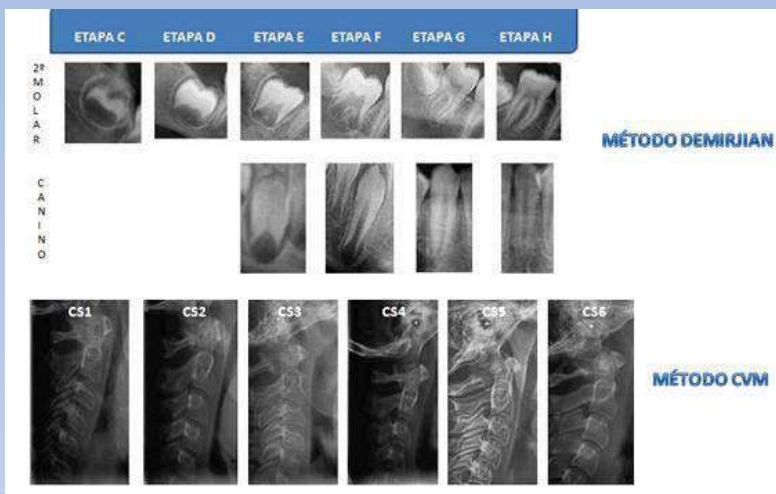 ETAPA C ETAPA D ETAPA E ETAPA F ETAPA G ETAPA H
2º
M
O
L
A
R
MÉTODO DEMIRJIAN
C
A
N
I
N
O
CS1 CS2 CS3 CS4 CS5 CS6
MÉTODO CVM